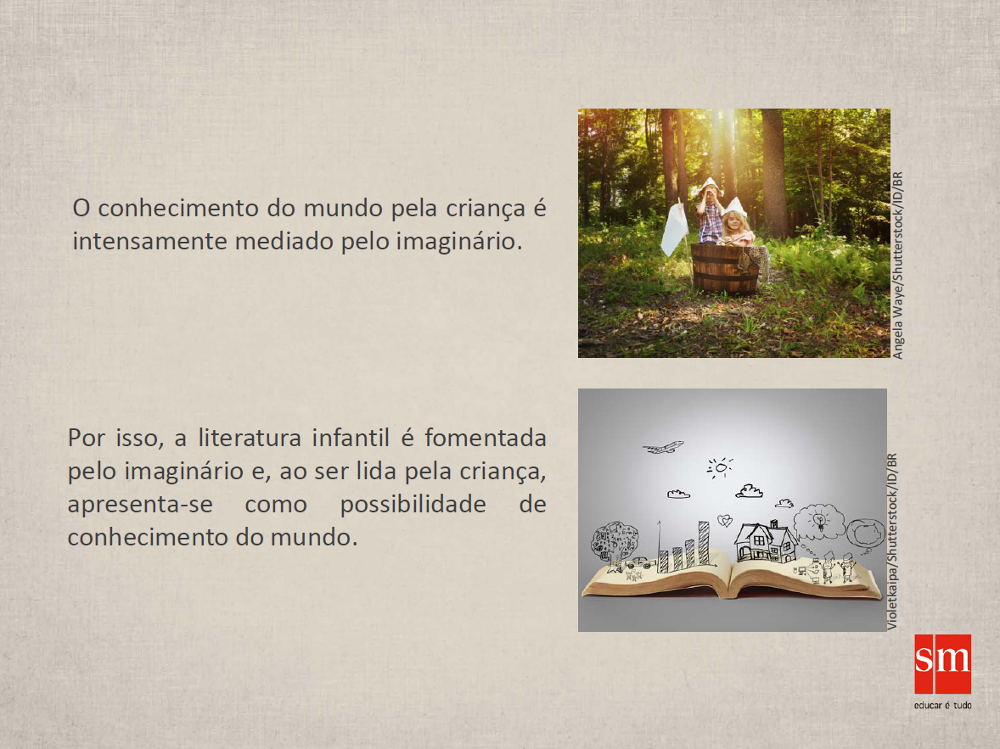 O conhecimento do mundo pela criança é
intensamente mediado pelo imaginário.
Angela Waye/Shutterstock/ID/BR
Por isso, a literatura infantil é fomentada
pelo imaginário e, ao ser lida pela criança,
apresenta-se como possibilidade de
conhecimento do mundo.
Violetkaipa/Shutterstock/ID/BR
sm
educar é tudo